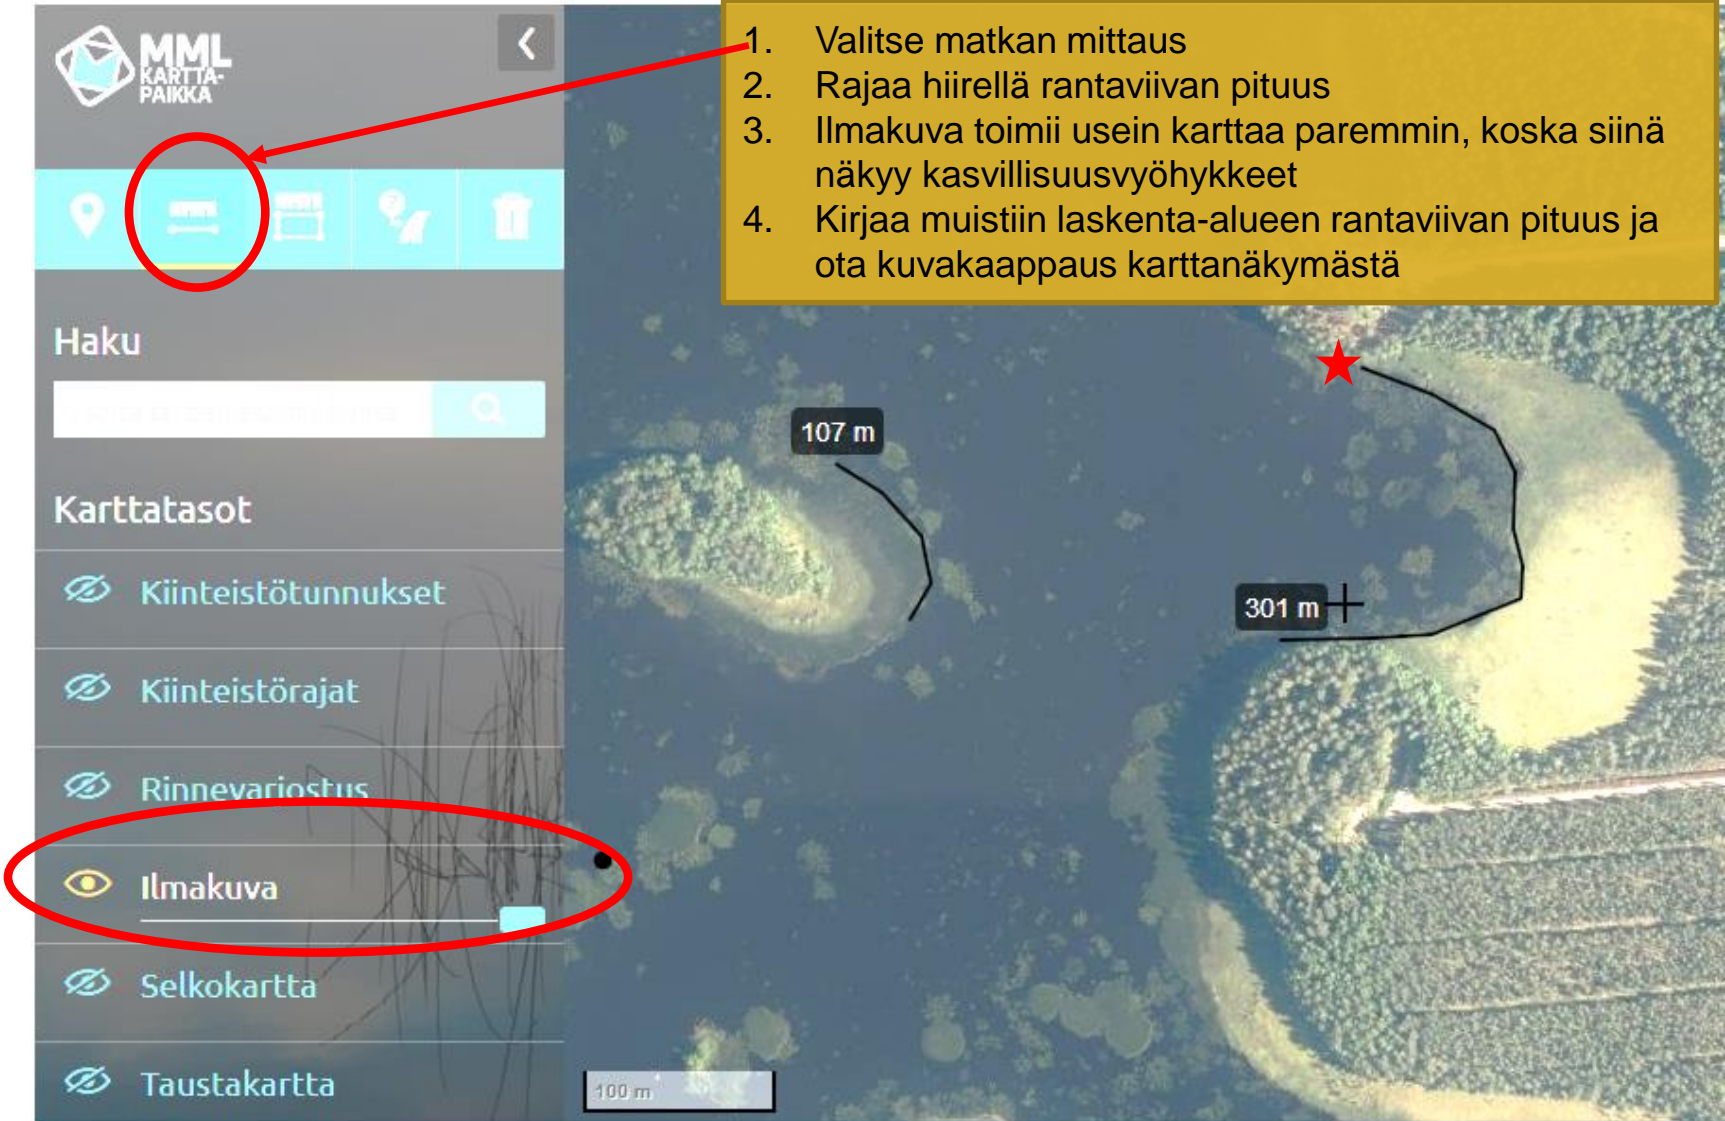 MML
KARTTA-
PAIKKA
1. Valitse matkan mittaus
2. Rajaa hiirellä rantaviivan pituus
3. Ilmakuva toimii usein karttaa paremmin, koska siinä
näkyy kasvillisuusvyöhykkeet
4. Kirjaa muistiin laskenta-alueen rantaviivan pituus ja
ota kuvakaappaus karttanäkymästä
Haku
Karttatasot
Kiinteistötunnukset
Kiinteistörajat
Rinnevarjostus
Ilmakuva
Selkokartta
Taustakartta
107 m
301 m
100 m